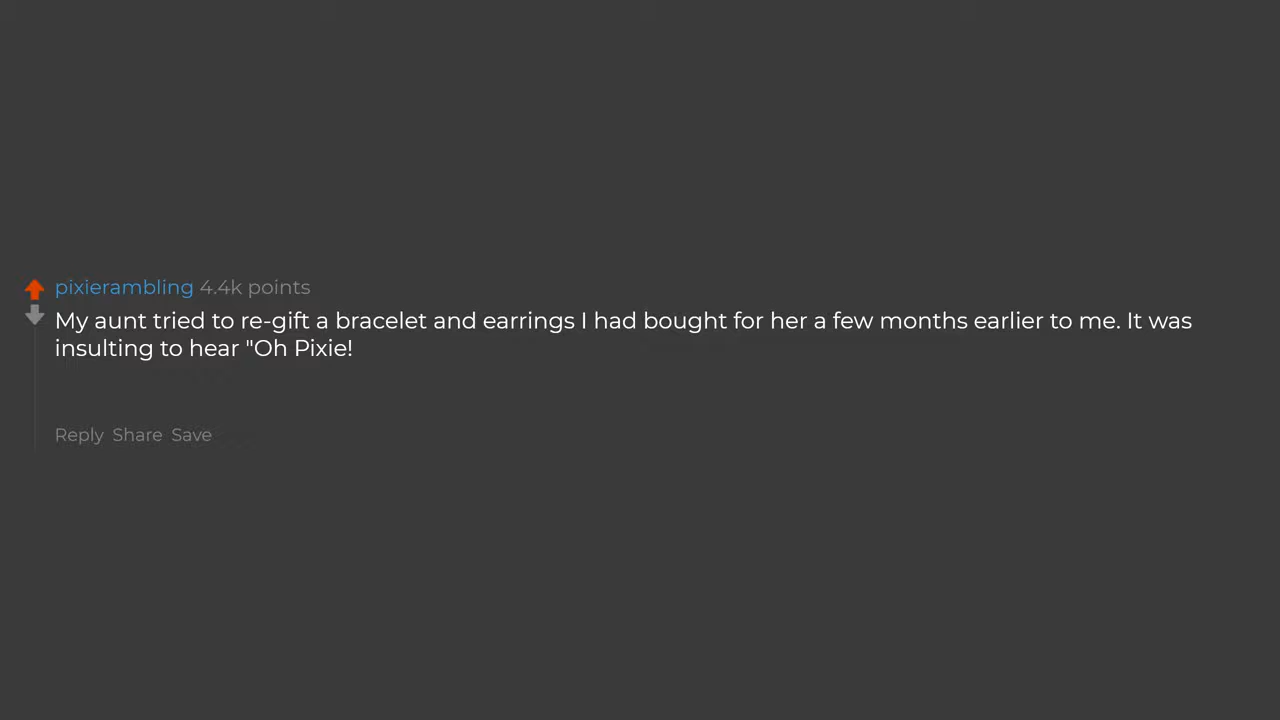 pixierambling 4.4k points
My aunt tried to re-gift a bracelet and earrings I had bought for her a few months earlier to me. It was
insulting to hear "Oh Pixie!
Reply Share Save